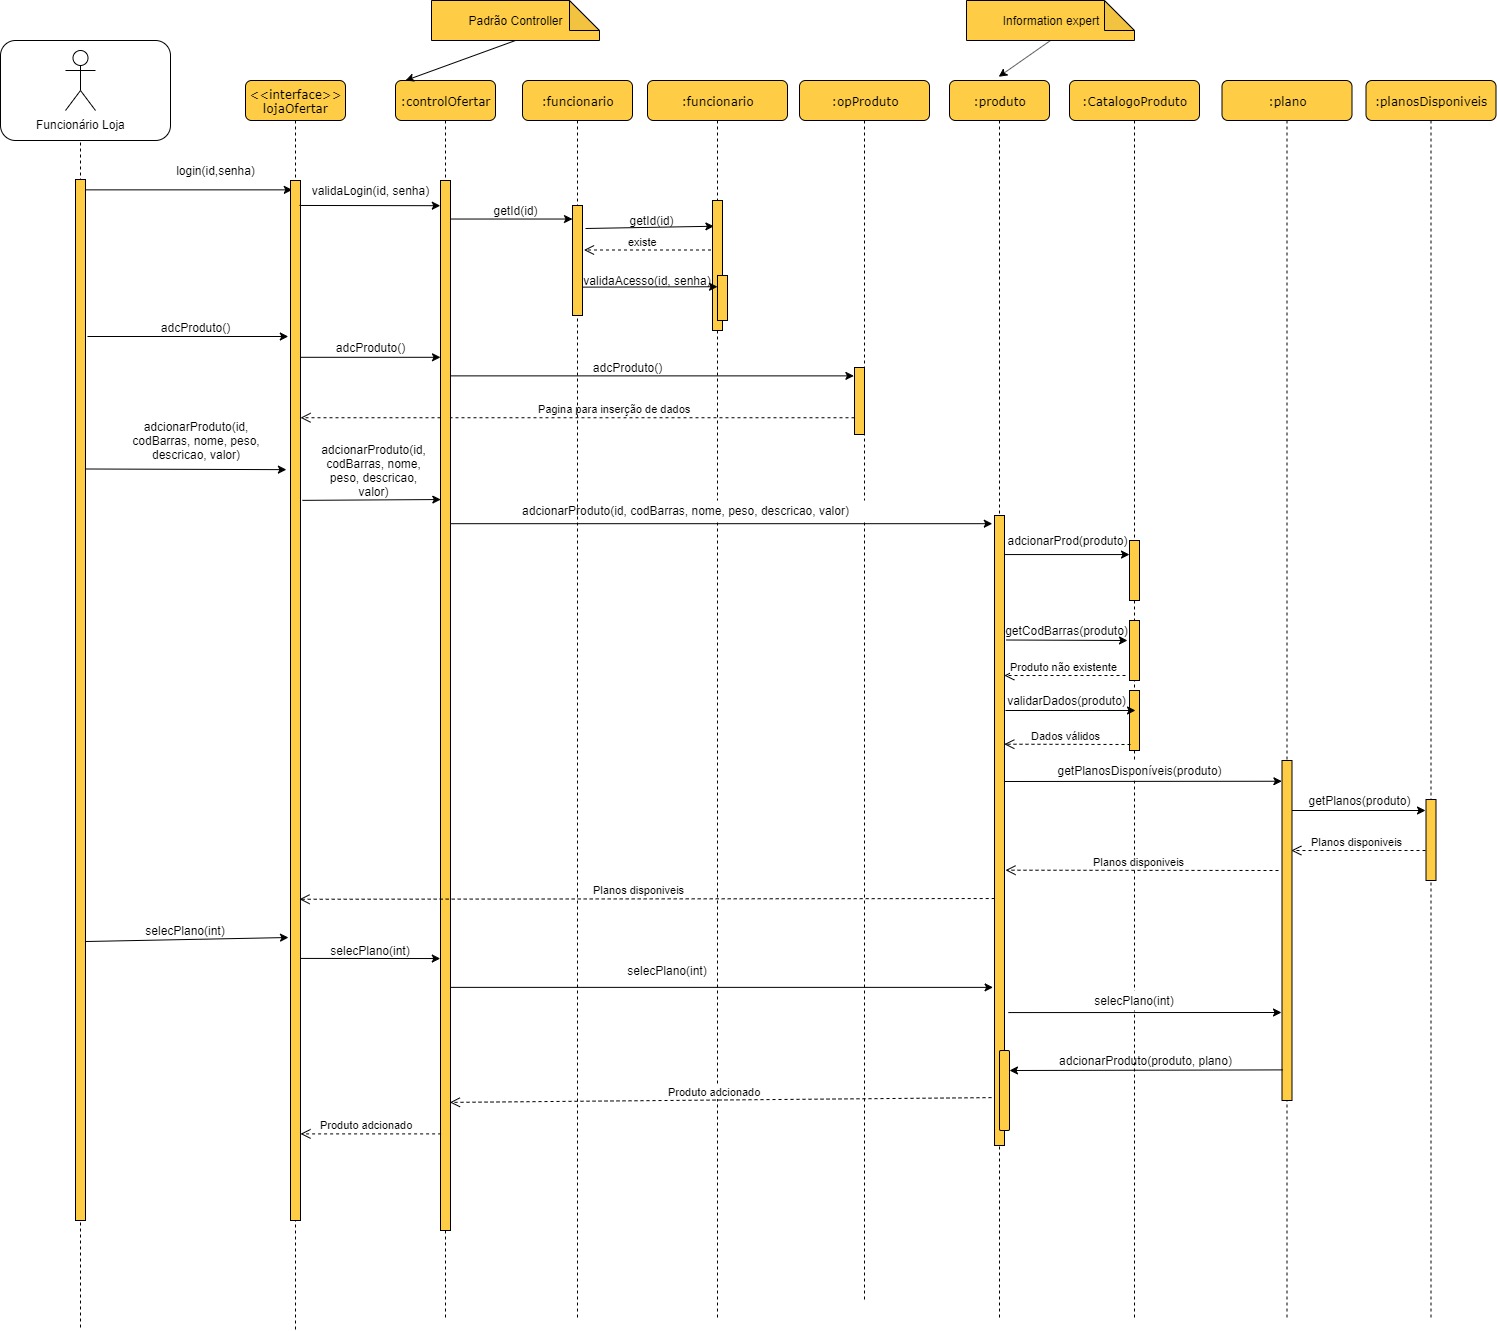 Padrão Controller
Information expert
Funcionário Loja
<<interface>>
lojaOfertar
:controlOfertar
:funcionario
:funcionario
:opProduto
:produto
:CatalogoProduto
:plano
:planosDisponiveis
login(id,senha)
validaLogin(id, senha)
getId(id)
getId(id)
existe
validaAcesso(id, senha)
adcProduto()
adcProduto()
adcProduto()
Pagina para inserção de dados
adcionarProduto(id,
codBarras, nome, peso,
descricao, valor)
adcionarProduto(id,
codBarras, nome,
peso, descricao,
valor)
adcionarProduto(id, codBarras, nome, peso, descricao, valor)
adcionarProd(produto)
getCodBarras(produto)
Produto não existente
validarDados(produto)
Dados válidos
getPlanosDisponíveis(produto)
getPlanos(produto)
Planos disponiveis
Planos disponiveis
Planos disponiveis
selecPlano(int)
selecPlano(int)
selecPlano(int)
selecPlano(int)
adcionarProduto(produto, plano)
Produto adcionado
Produto adcionado